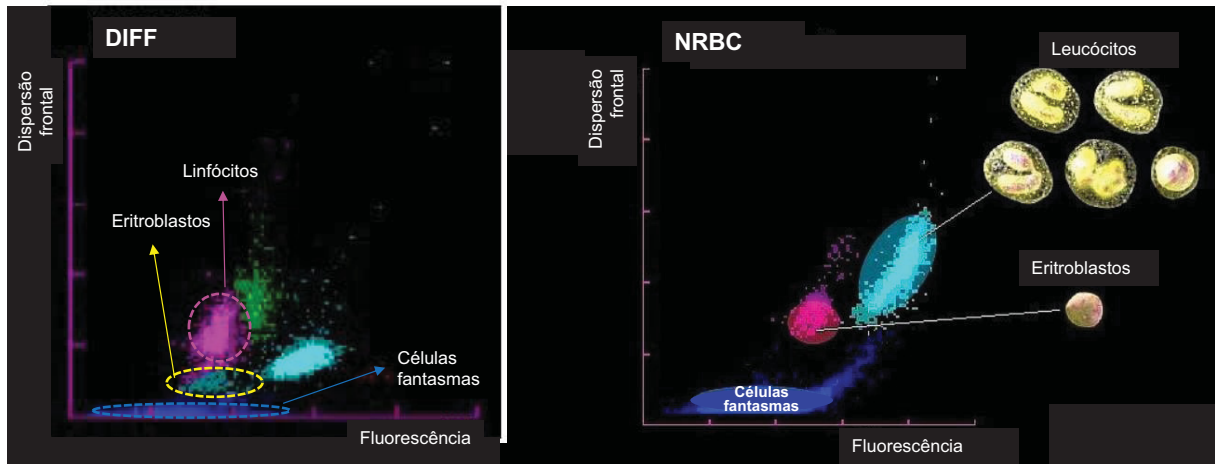 DIFF
Dispersão
frontal
Linfócitos
Eritroblastos
Células
fantasmas
Fluorescência
NRBC
Dispersão
frontal
Leucócitos
Eritroblastos
Células
fantasmas
Fluorescência